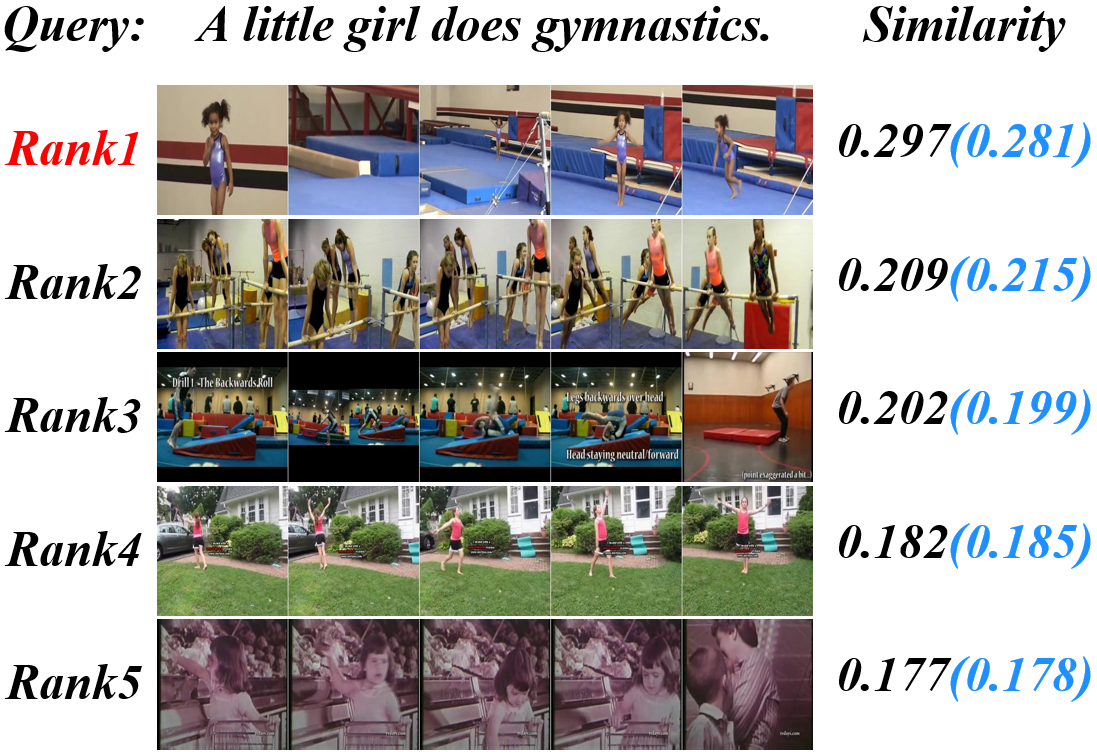 Query: A little girl does gymnastics. Similarity
Rank1 0.297(0.281)
Rank2 0.209(0.215)
Rank3 0.202(0.199)
Drill 1 -The Backwards Roll
Legs backwards over head
Head staying neutral/forward
(point exaggerated a bit...)
Rank4 0.182(0.185)
Rank5 0.177(0.178)